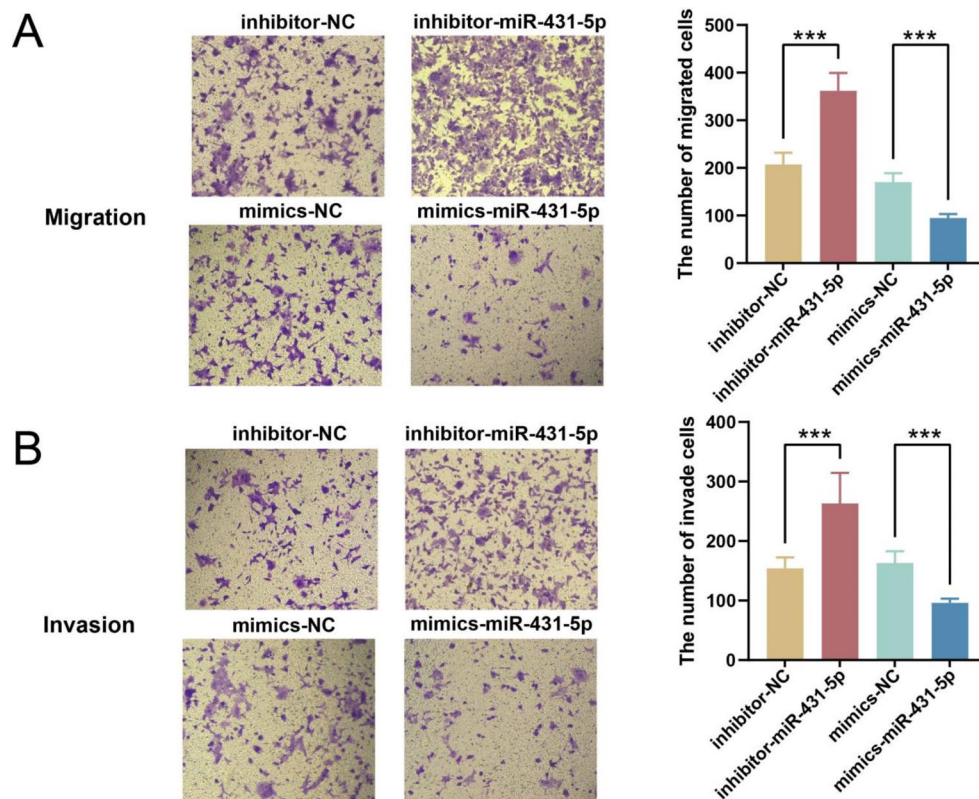 A
inhibitor-NC
inhibitor-miR-431-5p
Migration
mimics-NC
mimics-miR-431-5p
The number of migrated cells
500
400
300
200
100
0
***
***
inhibitor-NC
inhibitor-miR-431-5p
mimics-NC
mimics-miR-431-5p
B
inhibitor-NC
inhibitor-miR-431-5p
Invasion
mimics-NC
mimics-miR-431-5p
The number of invade cells
400
300
200
100
0
***
***
inhibitor-NC
inhibitor-miR-431-5p
mimics-NC
mimics-miR-431-5p